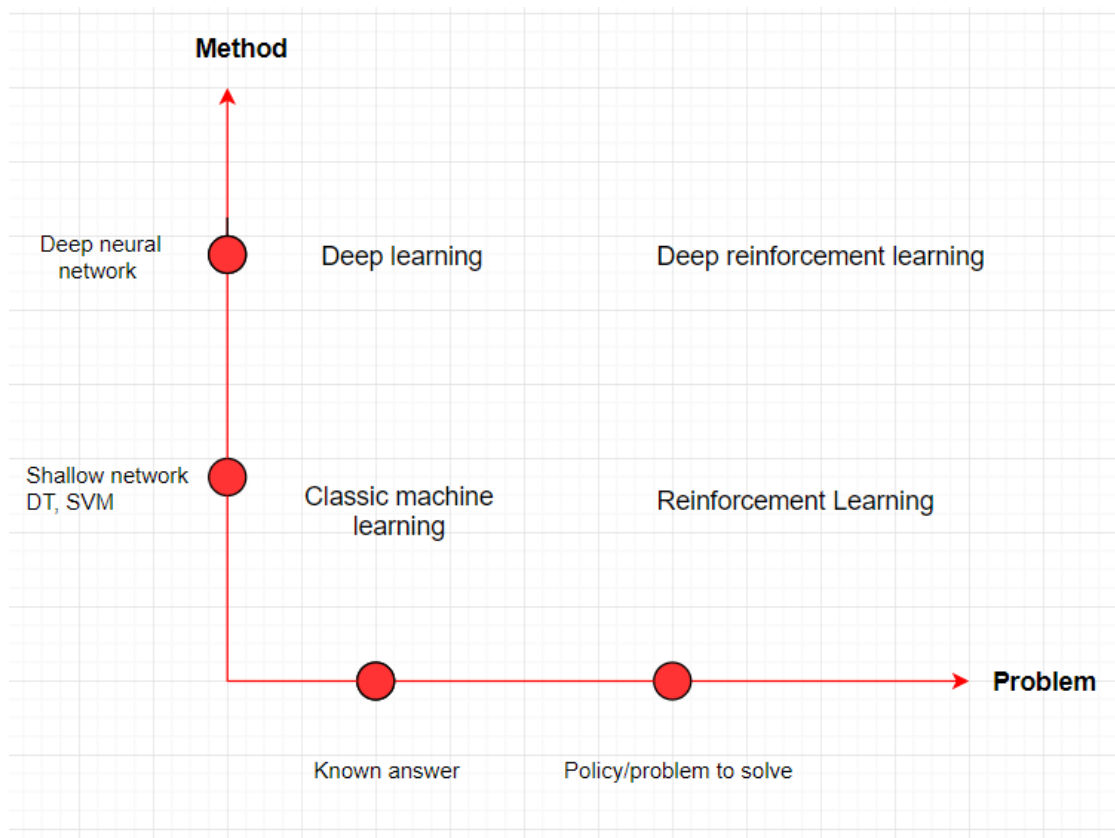 Method
Deep neural
network
Deep learning
Deep reinforcement learning
Shallow network
DT, SVM
Classic machine
learning
Reinforcement Learning
Problem
Known answer
Policy/problem to solve